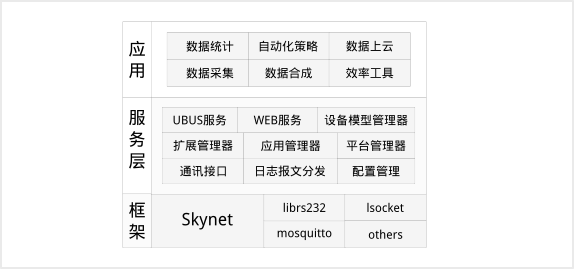 应用
数据统计 自动化策略 数据上云
数据采集 数据合成 效率工具
服务层
UBUS服务 WEB服务 设备模型管理器
扩展管理器 应用管理器 平台管理器
通讯接口 日志报文分发 配置管理
框架
Skynet
librs232 lsocket
mosquitto others